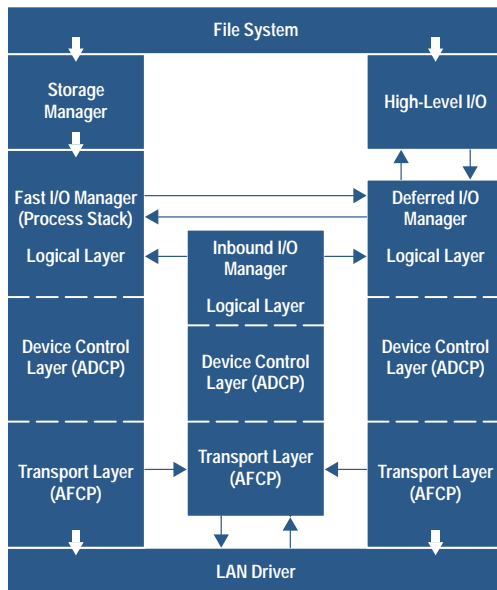 File System
Storage
Manager
High-Level I/O
Fast I/O Manager
(Process Stack)
Logical Layer
Device Control
Layer (ADCP)
Transport Layer
(AFCP)
Inbound I/O
Manager
Logical Layer
Device Control
Layer (ADCP)
Transport Layer
(AFCP)
Deferred I/O
Manager
Logical Layer
Device Control
Layer (ADCP)
Transport Layer
(AFCP)
LAN Driver